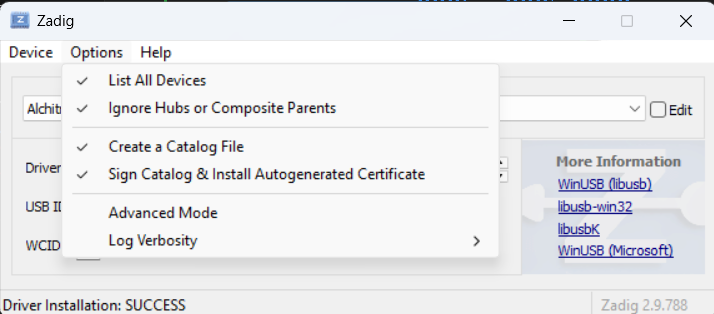 Zadig
Device Options Help
List All Devices
Ignore Hubs or Composite Parents
Create a Catalog File
Sign Catalog & Install Autogenerated Certificate
Advanced Mode
Log Verbosity
Alchitr
Edit
Driver
USB ID
WCID
More Information
WinUSB (libusb)
libusb-win32
libusbK
WinUSB (Microsoft)
Driver Installation: SUCCESS
Zadig 2.9.788